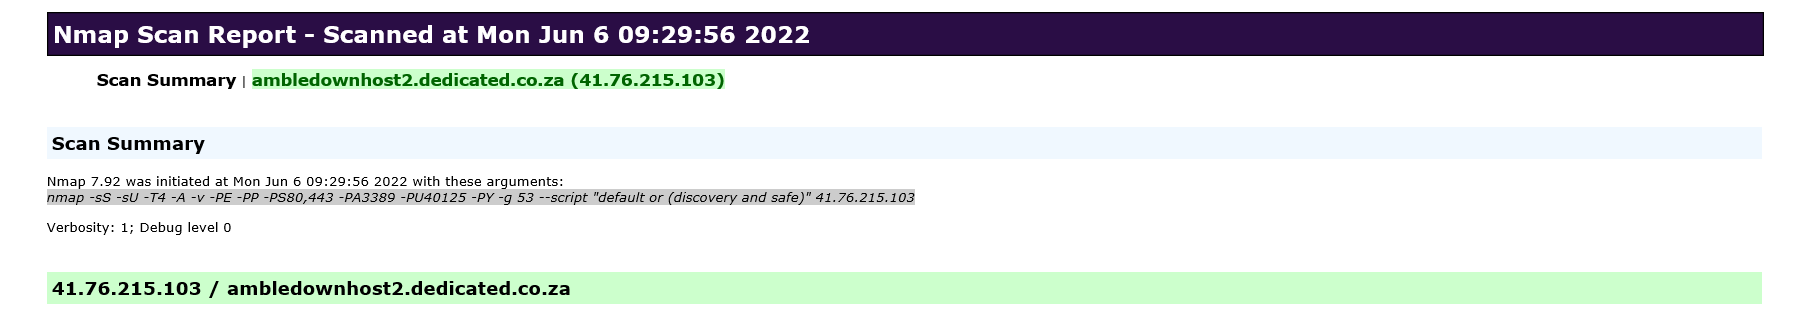 Nmap Scan Report - Scanned at Mon Jun 6 09:29:56 2022
Scan Summary | ambledownhost2.dedicated.co.za (41.76.215.103)
Scan Summary
Nmap 7.92 was initiated at Mon Jun 6 09:29:56 2022 with these arguments:
nmap -sS -sU -T4 -A -v -PE -PP -PS80,443 -PA3389 -PU40125 -PY -g 53 --script "default or (discovery and safe)" 41.76.215.103
Verbosity: 1; Debug level 0
41.76.215.103 / ambledownhost2.dedicated.co.za